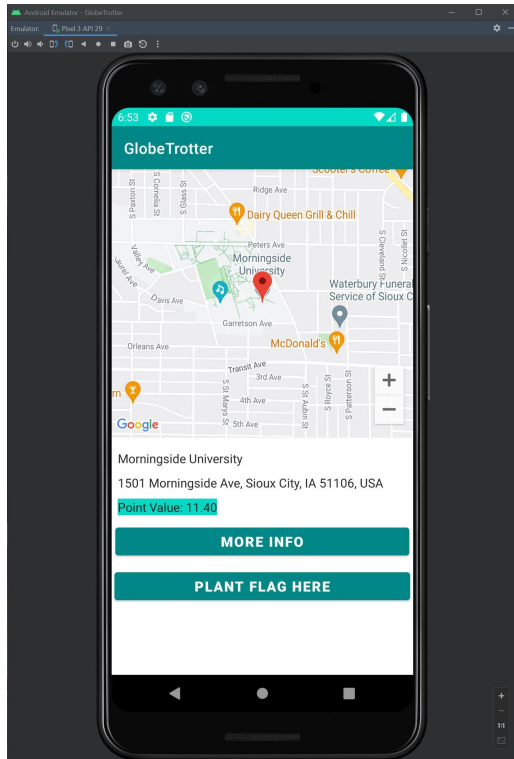 Android Emulator - GlobeTrotter
Emulator: Pixel 3 API 29
6:53
GlobeTrotter
Scooter's Coffee
S Paxton St
S Cornelia St
S Glass St
Ridge Ave
Dairy Queen Grill & Chill
S Cleveland St
S Nicollet St
Peters Ave
Valley Ave
Laurel Ave
Morningside
University
Davis Ave
Waterbury Funeral
Service of Sioux C
Garretson Ave
McDonald's
Orleans Ave
Transit Ave
3rd Ave
S St Marys St
S St Aubin St
S Royce St
S Patterson St
rn
4th Ave
5th Ave
Google
+
−
Morningside University
1501 Morningside Ave, Sioux City, IA 51106, USA
Point Value: 11.40
MORE INFO
PLANT FLAG HERE
+
−
1:1